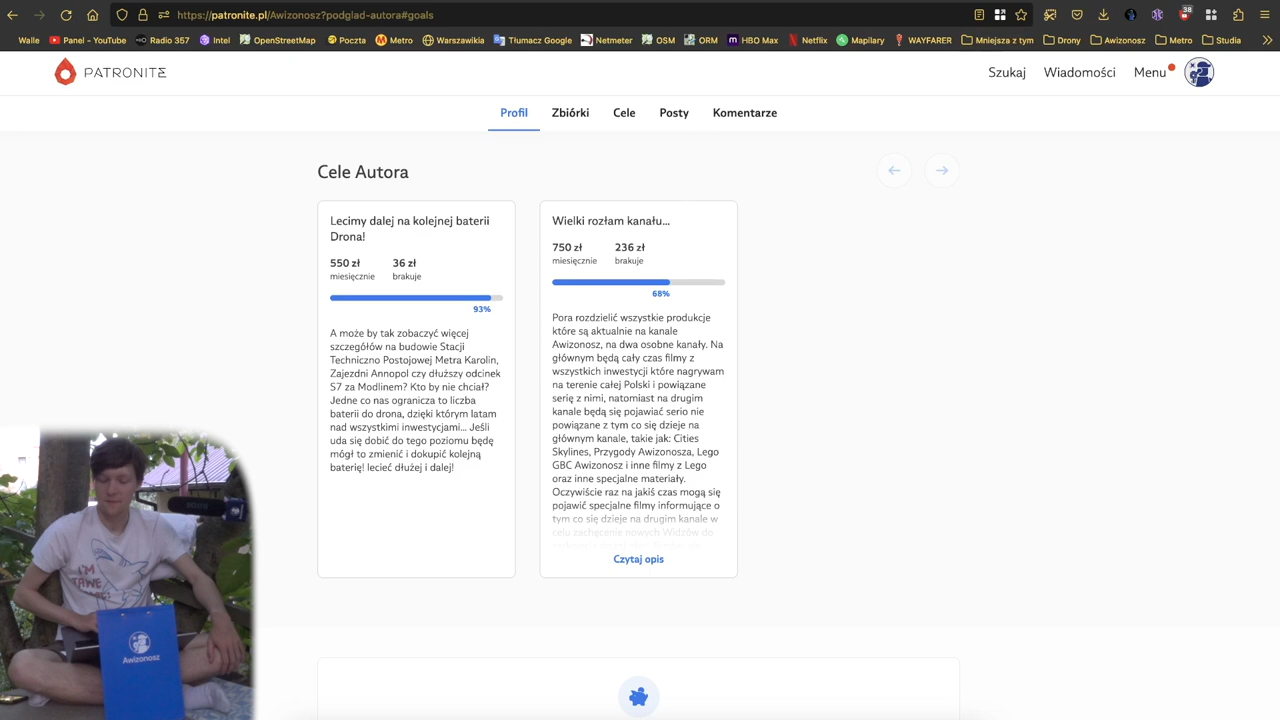 https://patronite.pl/Awizonosz?podglad-autora#goals
38
Walle Panel - YouTube Radio 357 Intel OpenStreetMap Poczta Metro Warszawikia Tłumacz Google Netmeter OSM ORM HBO Max Netflix Mapilary WAYFARER Mniejsza z tym Drony Awizonosz Metro Studia
PATRONITE
Szukaj Wiadomości Menu
Profil Zbiórki Cele Posty Komentarze
Cele Autora
Lecimy dalej na kolejnej baterii
Drona!
550 zł 36 zł
miesięcznie brakuje
93%
A może by tak zobaczyć więcej
szczegółów na budowie Stacji
Techniczno Postojowej Metra Karolin,
Zajezdni Annopol czy dłuższy odcinek
S7 za Modlinem? Kto by nie chciał?
Jedne co nas ogranicza to liczba
baterii do drona, dzięki którym latam
nad wszystkimi inwestycjami... Jeśli
uda się dobić do tego poziomu będę
mógł to zmienić i dokupić kolejną
baterię! lecieć dłużej i dalej!
Wielki rozłam kanału...
750 zł 236 zł
miesięcznie brakuje
68%
Pora rozdzielić wszystkie produkcje
które są aktualnie na kanale
Awizonosz, na dwa osobne kanały. Na
głównym będą cały czas filmy z
wszystkich inwestycji które nagrywam
na terenie całej Polski i powiązane
serię z nimi, natomiast na drugim
kanale będą się pojawiać serio nie
powiązane z tym co się dzieje na
głównym kanale, takie jak: Cities
Skylines, Przygody Awizonosza, Lego
GBC Awizonosz i inne filmy z Lego
oraz inne specjalne materiały.
Oczywiście raz na jakiś czas mogą się
pojawić specjalne filmy informujące o
tym co się dzieje na drugim kanale w
celu zachęcenie nowych Widzów do
Czytaj opis
I'M
Awizonosz